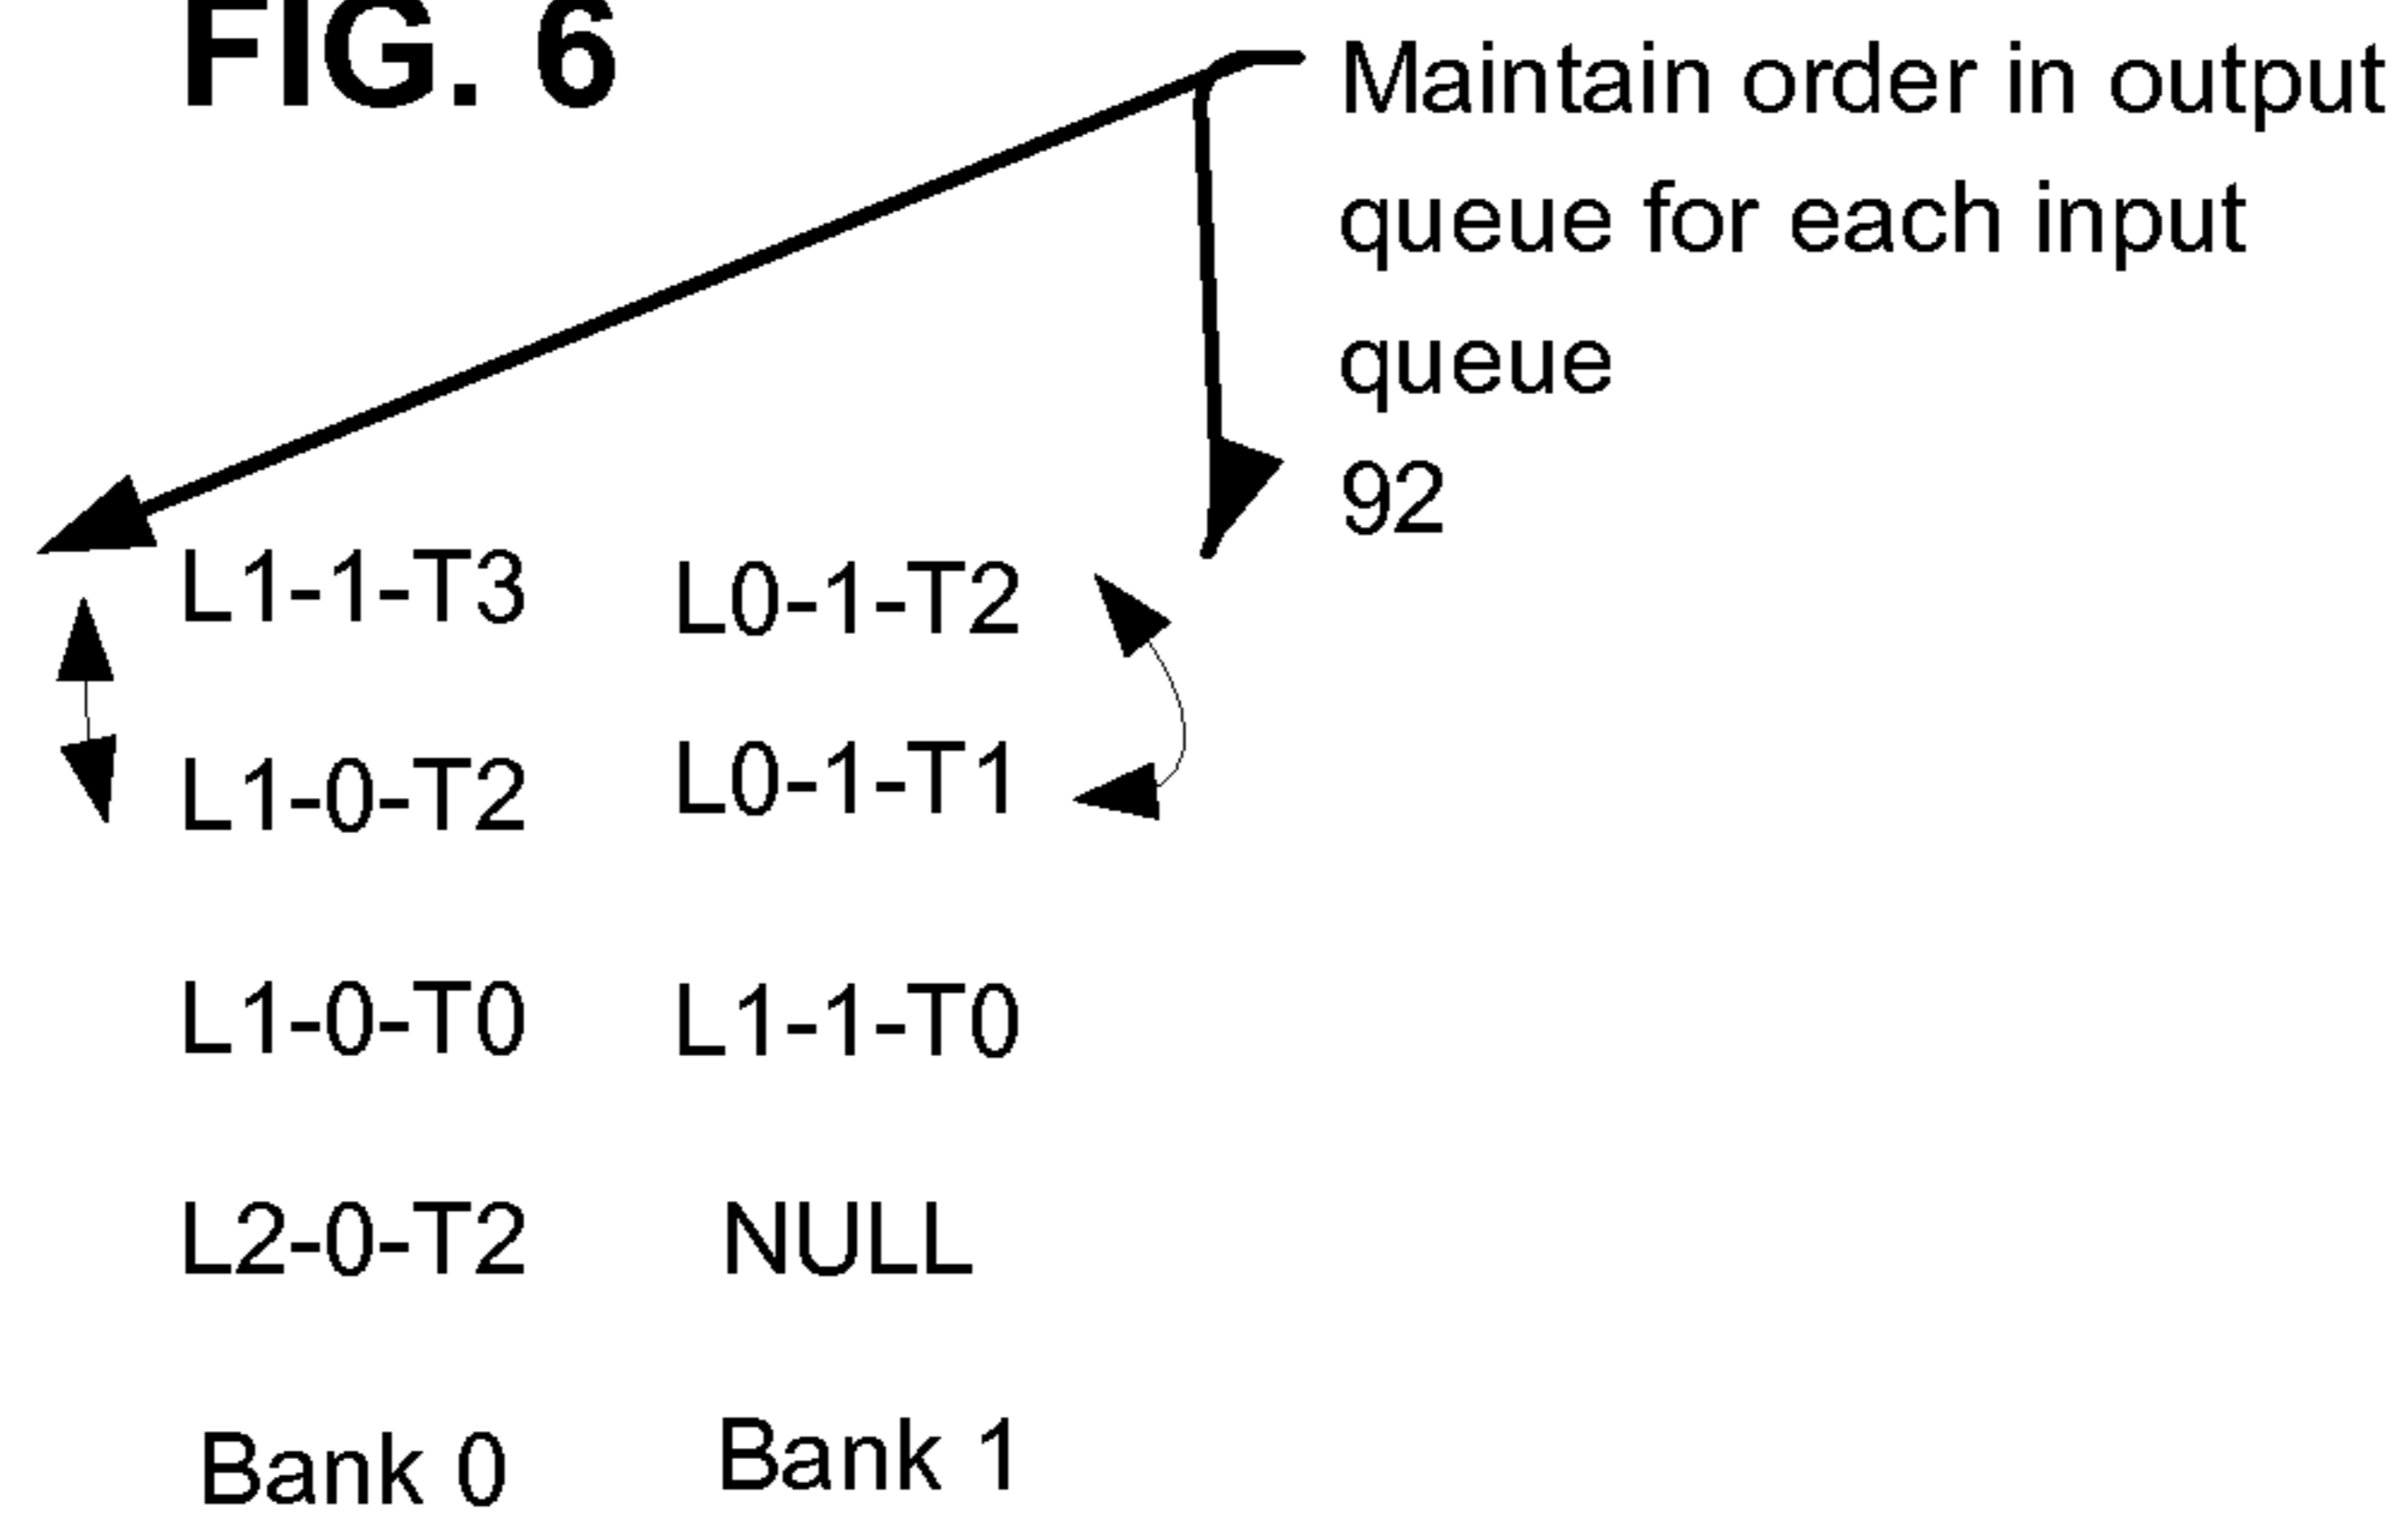 FIG. 6
Maintain order in output
queue for each input
queue
92
L1-1-T3 L0-1-T2
L1-0-T2 L0-1-T1
L1-0-T0 L1-1-T0
L2-0-T2 NULL
Bank 0 Bank 1